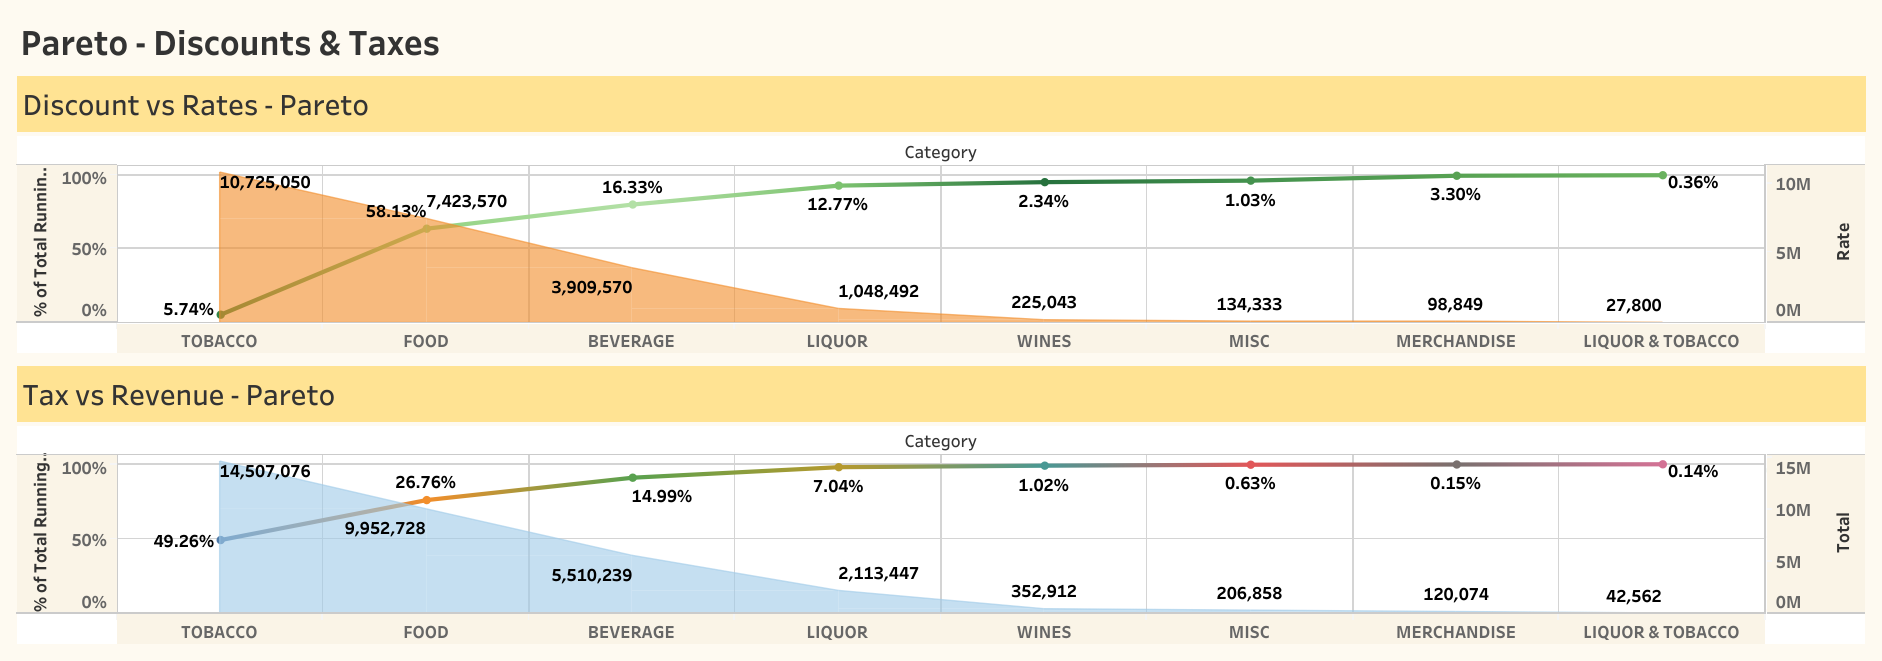 Pareto - Discounts & Taxes
Discount vs Rates - Pareto
Category
% of Total Runnin..
100%
50%
0%
10,725,050
58.13%
7,423,570
16.33%
12.77%
2.34%
1.03%
3.30%
0.36%
5.74%
3,909,570
1,048,492
225,043
134,333
98,849
27,800
10M
5M
0M
Rate
TOBACCO
FOOD
BEVERAGE
LIQUOR
WINES
MISC
MERCHANDISE
LIQUOR & TOBACCO
Tax vs Revenue - Pareto
Category
% of Total Running..
100%
50%
0%
14,507,076
26.76%
14.99%
7.04%
1.02%
0.63%
0.15%
0.14%
49.26%
9,952,728
5,510,239
2,113,447
352,912
206,858
120,074
42,562
15M
10M
5M
0M
Total
TOBACCO
FOOD
BEVERAGE
LIQUOR
WINES
MISC
MERCHANDISE
LIQUOR & TOBACCO